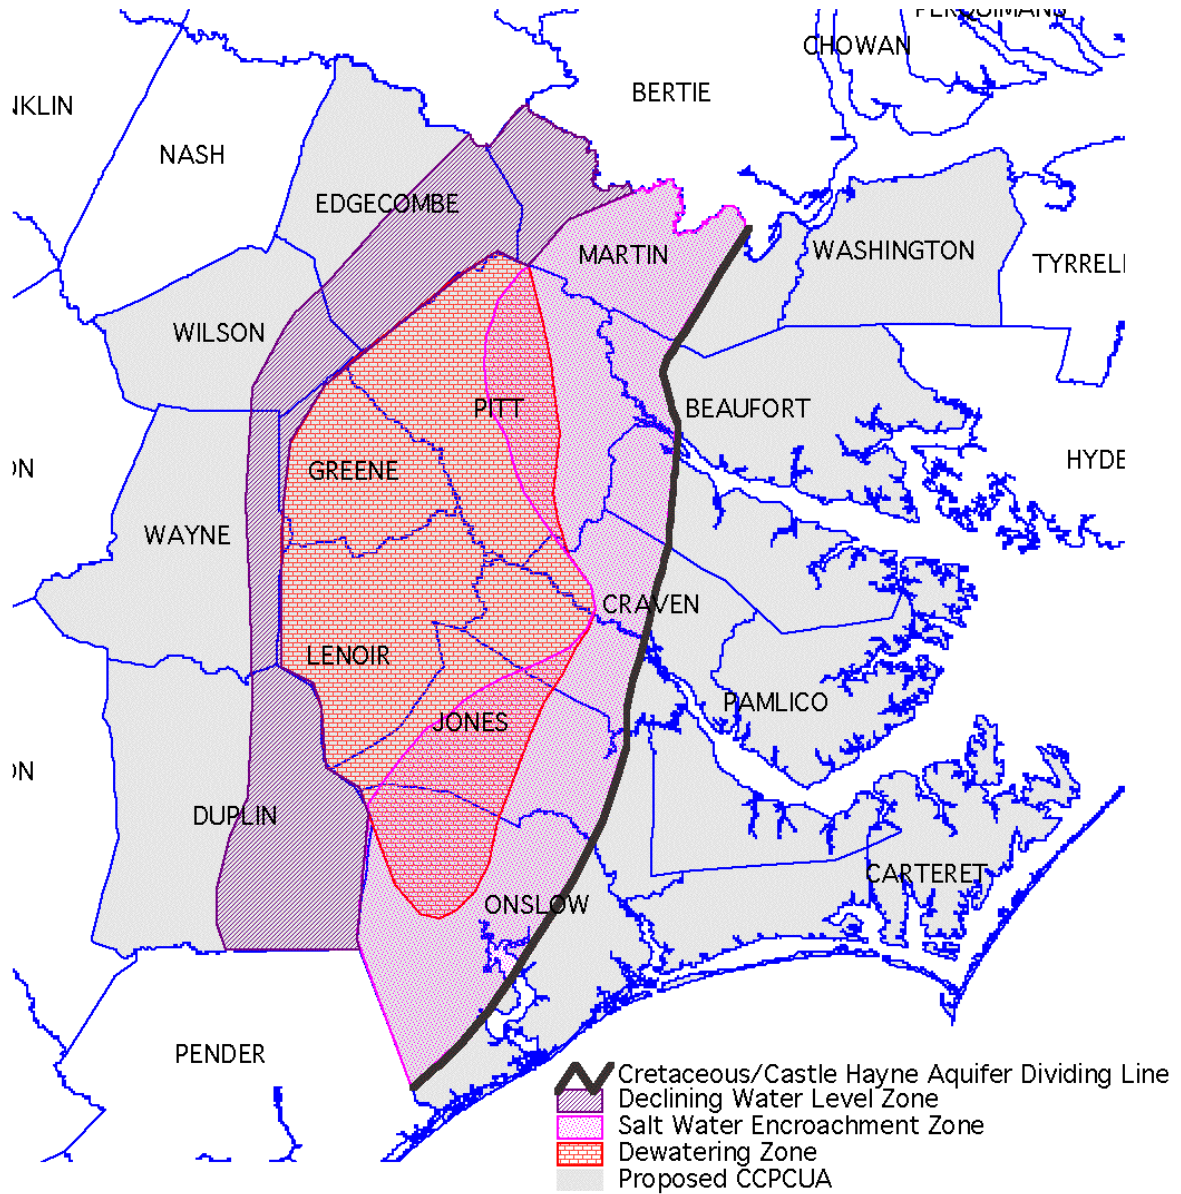 CHOWAN
BERTIE
NASH
EDGECOMBE
MARTIN
WASHINGTON
WILSON
PITT
BEAUFORT
GREENE
HYDE
WAYNE
CRAVEN
LENOIR
PAMLICO
JONES
DUPLIN
CARTERET
ONSLOW
PENDER
Cretaceous/Castle Hayne Aquifer Dividing Line
Declining Water Level Zone
Salt Water Encroachment Zone
Dewatering Zone
Proposed CCPCUA